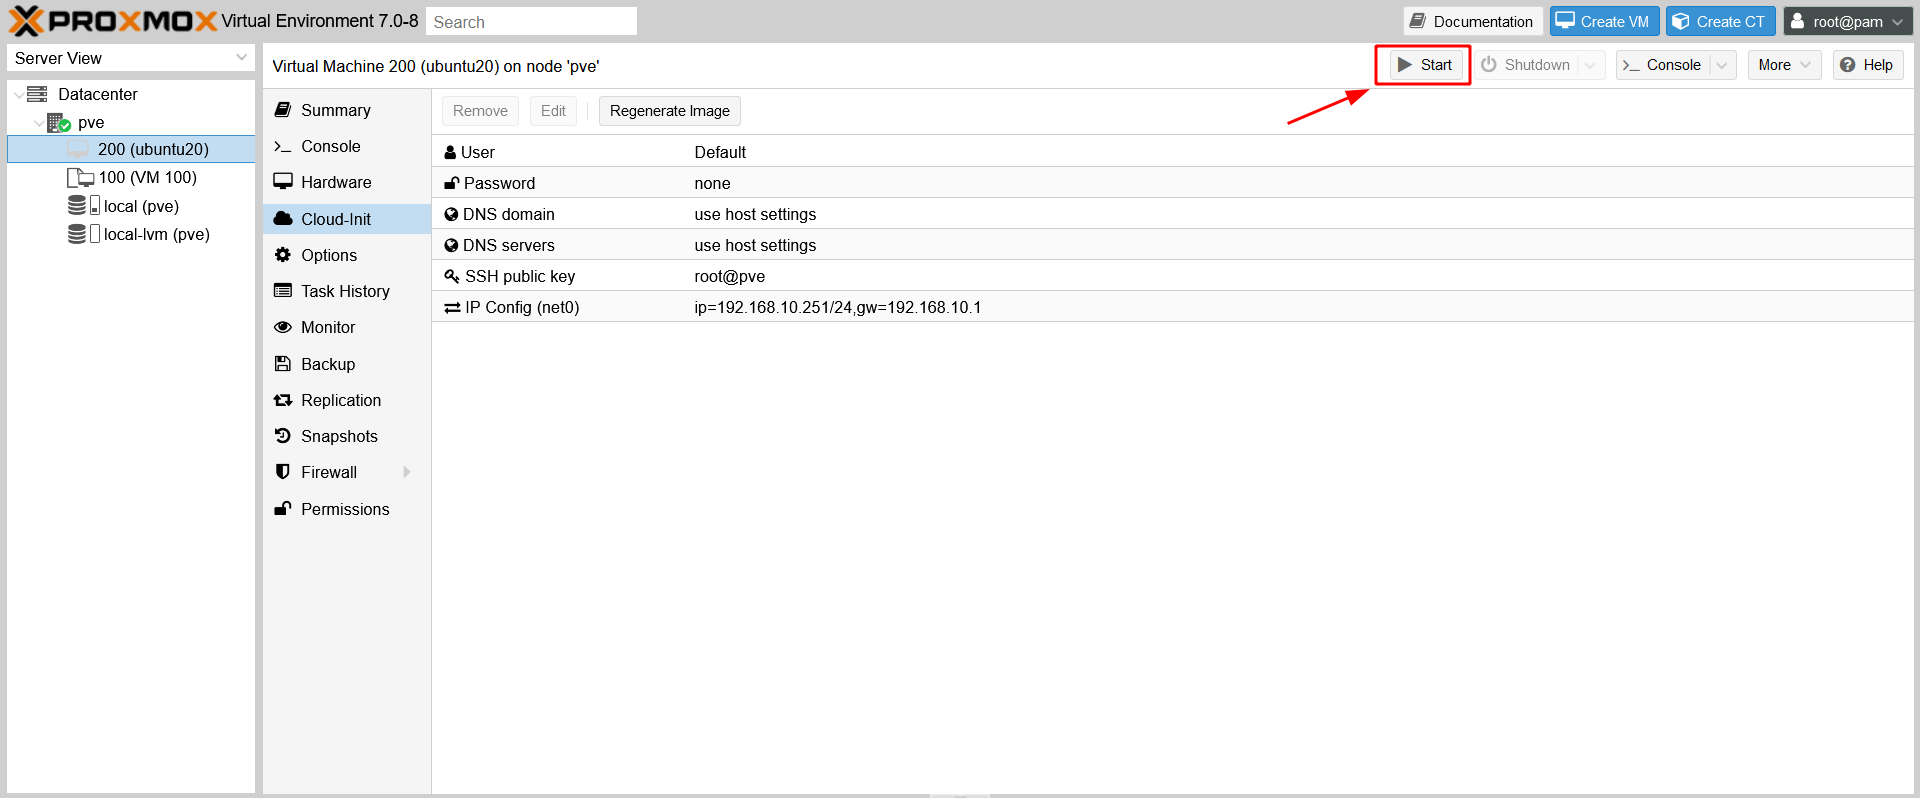 PROXMOX Virtual Environment 7.0-8 Search Documentation Create VM Create CT root@pam
Server View
Datacenter
pve
200 (ubuntu20)
100 (VM 100)
local (pve)
local-lvm (pve)
Virtual Machine 200 (ubuntu20) on node 'pve' Start Shutdown >_ Console More Help
Summary
>_ Console
Hardware
Cloud-Init
Options
Task History
Monitor
Backup
Replication
Snapshots
Firewall
Permissions
Remove Edit Regenerate Image
User Default
Password none
DNS domain use host settings
DNS servers use host settings
SSH public key root@pve
IP Config (net0) ip=192.168.10.251/24,gw=192.168.10.1